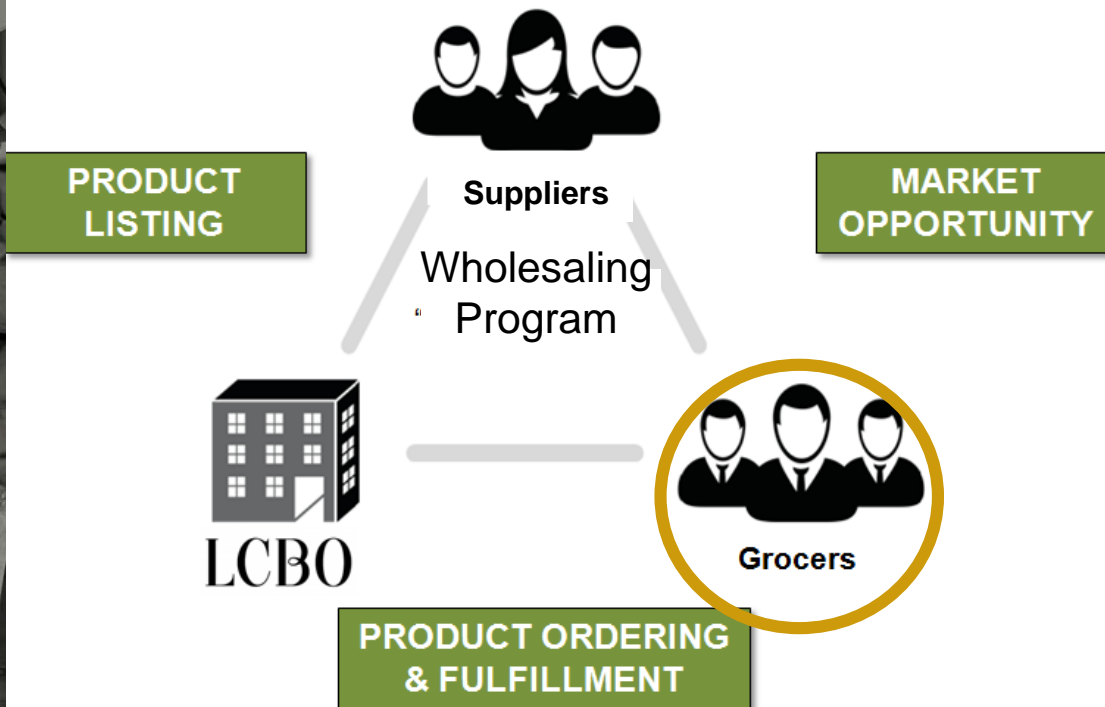 PRODUCT
LISTING
Suppliers
MARKET
OPPORTUNITY
Wholesaling
“ Program
LCBO
Grocers
PRODUCT ORDERING
& FULFILLMENT